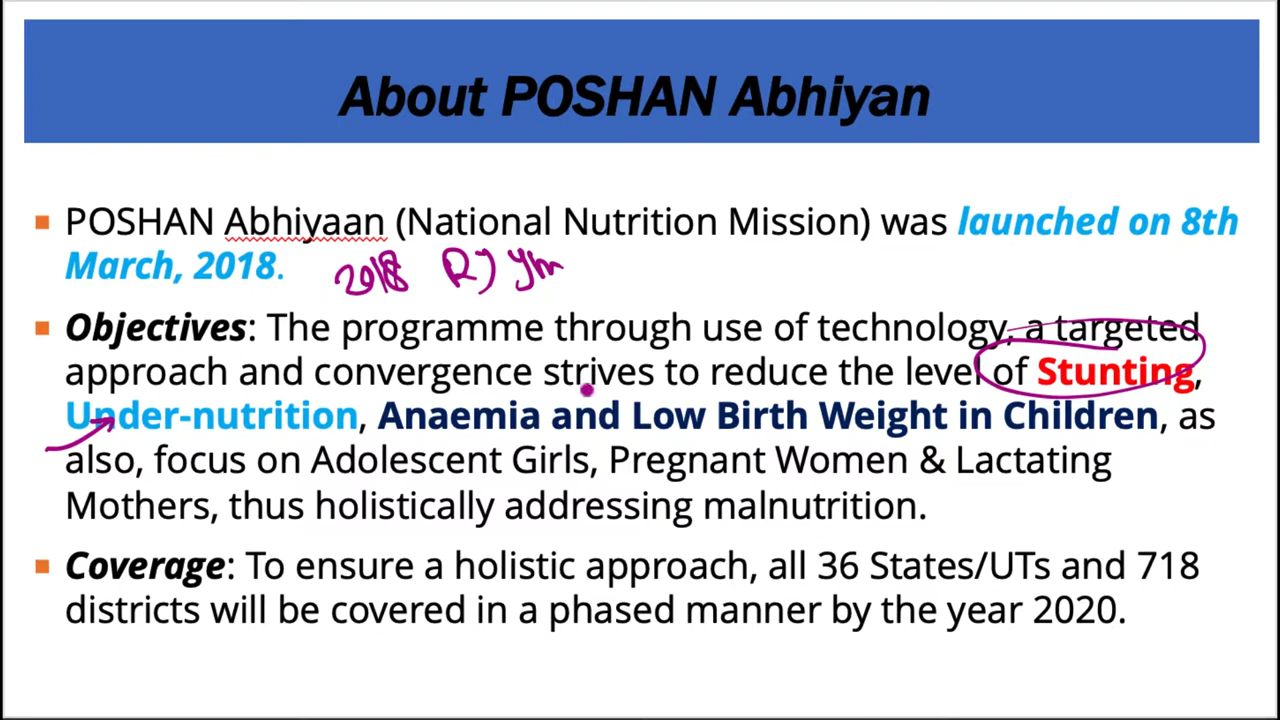 About POSHAN Abhiyan
POSHAN Abhiyaan (National Nutrition Mission) was launched on 8th
March, 2018.
2018
Objectives: The programme through use of technology, a targeted
approach and convergence strives to reduce the level of Stunting,
Under-nutrition, Anaemia and Low Birth Weight in Children, as
also, focus on Adolescent Girls, Pregnant Women & Lactating
Mothers, thus holistically addressing malnutrition.
Coverage: To ensure a holistic approach, all 36 States/UTs and 718
districts will be covered in a phased manner by the year 2020.